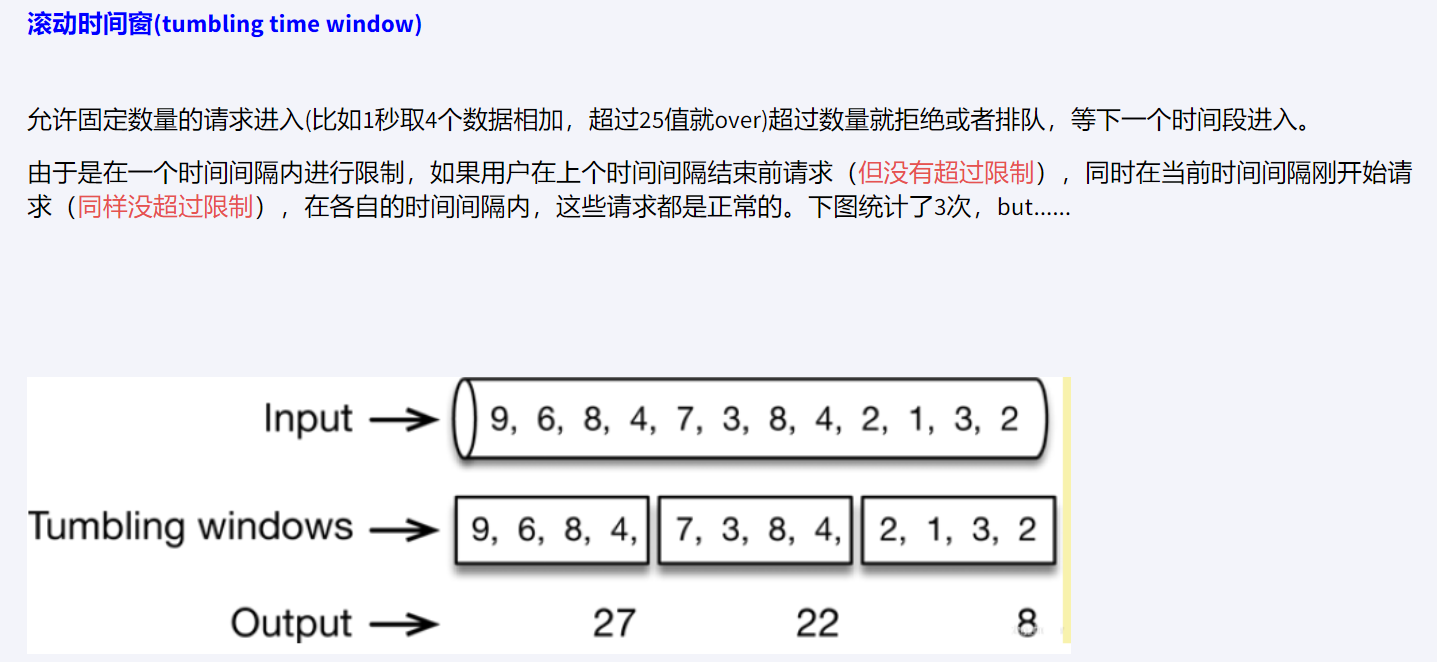 滚动时间窗(tumbling time window)
允许固定数量的请求进入(比如1秒取4个数据相加，超过25值就over)超过数量就拒绝或者排队，等下一个时间段进入。
由于是在一个时间间隔内进行限制，如果用户在上个时间间隔结束前请求（但没有超过限制），同时在当前时间间隔刚开始请
求（同样没超过限制），在各自的时间间隔内，这些请求都是正常的。下图统计了3次，but......
Input 9, 6, 8, 4, 7, 3, 8, 4, 2, 1, 3, 2
Tumbling windows 9, 6, 8, 4, 7, 3, 8, 4, 2, 1, 3, 2
Output 27 22 8